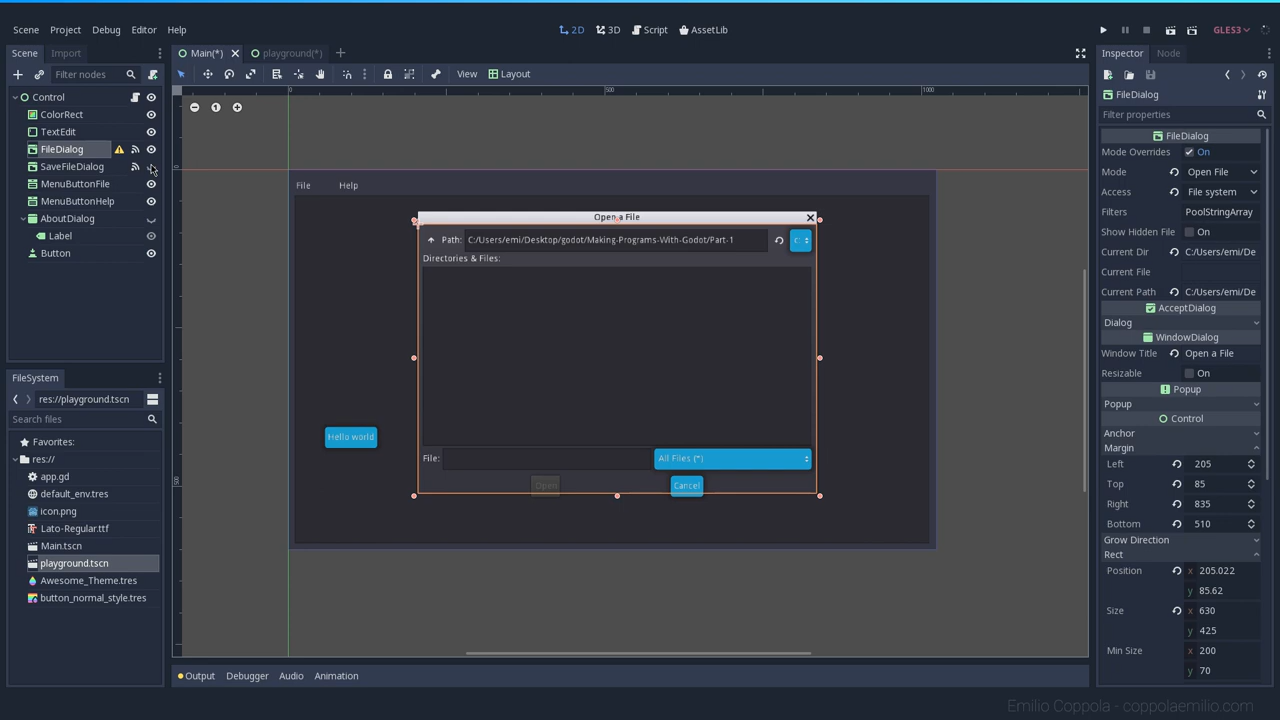 Scene Project Debug Editor Help
2D 3D Script AssetLib
GLES3
Scene Import
Main(*) playground(*)
Inspector Node
Filter nodes
View Layout
FileDialog
Filter properties
Control
ColorRect
TextEdit
FileDialog
SaveFileDialog
MenuButtonFile
MenuButtonHelp
AboutDialog
Label
Button
0 500 1000
0
500
File Help
Open a File
Path: C:/Users/emi/Desktop/godot/Making-Programs-With-Godot/Part-1
Directories & Files:
Hello world
File: All Files (*)
Open Cancel
FileSystem
res://playground.tscn
Search files
Favorites:
res://
app.gd
default_env.tres
icon.png
Lato-Regular.ttf
Main.tscn
playground.tscn
Awesome_Theme.tres
button_normal_style.tres
Output Debugger Audio Animation
FileDialog
Mode Overrides On
Mode Open File
Access File system
Filters PoolStringArray
Show Hidden File On
Current Dir C:/Users/emi/De
Current File
Current Path C:/Users/emi/De
AcceptDialog
Dialog
WindowDialog
Window Title Open a File
Resizable On
Popup
Popup
Control
Anchor
Margin
Left 205
Top 85
Right 835
Bottom 510
Grow Direction
Rect
Position x 205.022
y 85.62
Size x 630
y 425
Min Size x 200
y 70
Emilio Coppola - coppolaemilio.com